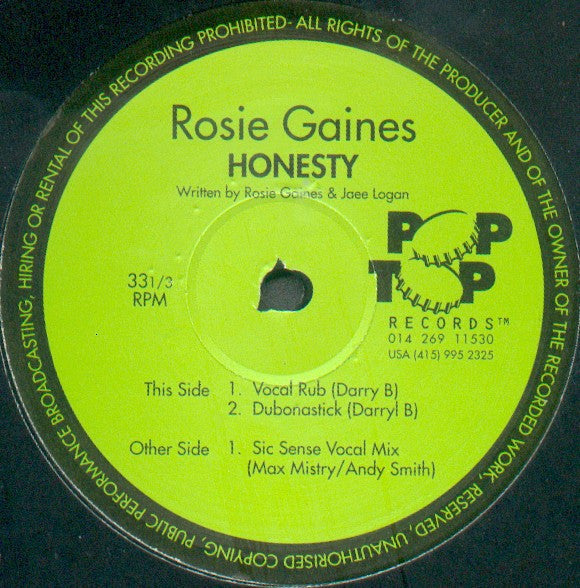 UNAUTHORISED COPYING, PUBLIC PERFORMANCE BROADCASTING, HIRING OR RENTAL OF THIS RECORDING PROHIBITED- ALL RIGHTS OF THE PRODUCER AND OF THE OWNER OF THE RECORDED WORK, RESERVED,
Rosie Gaines
HONESTY
Written by Rosie Gaines & Jaee Logan
POP
TOP
RECORDS™
014 269 11530
USA (415) 995 2325
33 1/3
RPM
This Side 1. Vocal Rub (Darry B)
2. Dubonastick (Darryl B)
Other Side 1. Sic Sense Vocal Mix
(Max Mistry/Andy Smith)